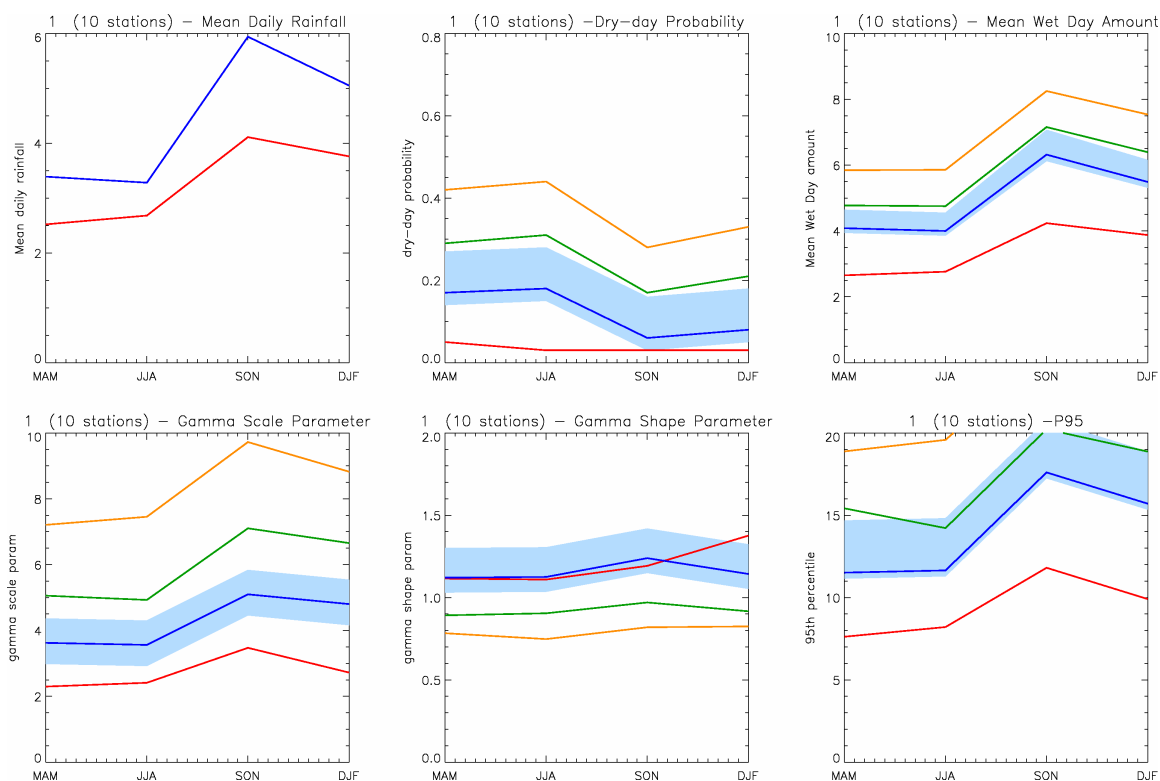 1 (10 stations) - Mean Daily Rainfall
6
4
2
0
Mean daily rainfall
MAM JJA SON DJF
1 (10 stations) -Dry-day Probability
0.8
0.6
0.4
0.2
0.0
dry-day probability
MAM JJA SON DJF
1 (10 stations) - Mean Wet Day Amount
10
8
6
4
2
0
Mean Wet Day amount
MAM JJA SON DJF
1 (10 stations) - Gamma Scale Parameter
10
8
6
4
2
0
gamma scale param
MAM JJA SON DJF
1 (10 stations) - Gamma Shape Parameter
2.0
1.5
1.0
0.5
0.0
gamma shape param
MAM JJA SON DJF
1 (10 stations) -P95
20
15
10
5
0
95th percentile
MAM JJA SON DJF